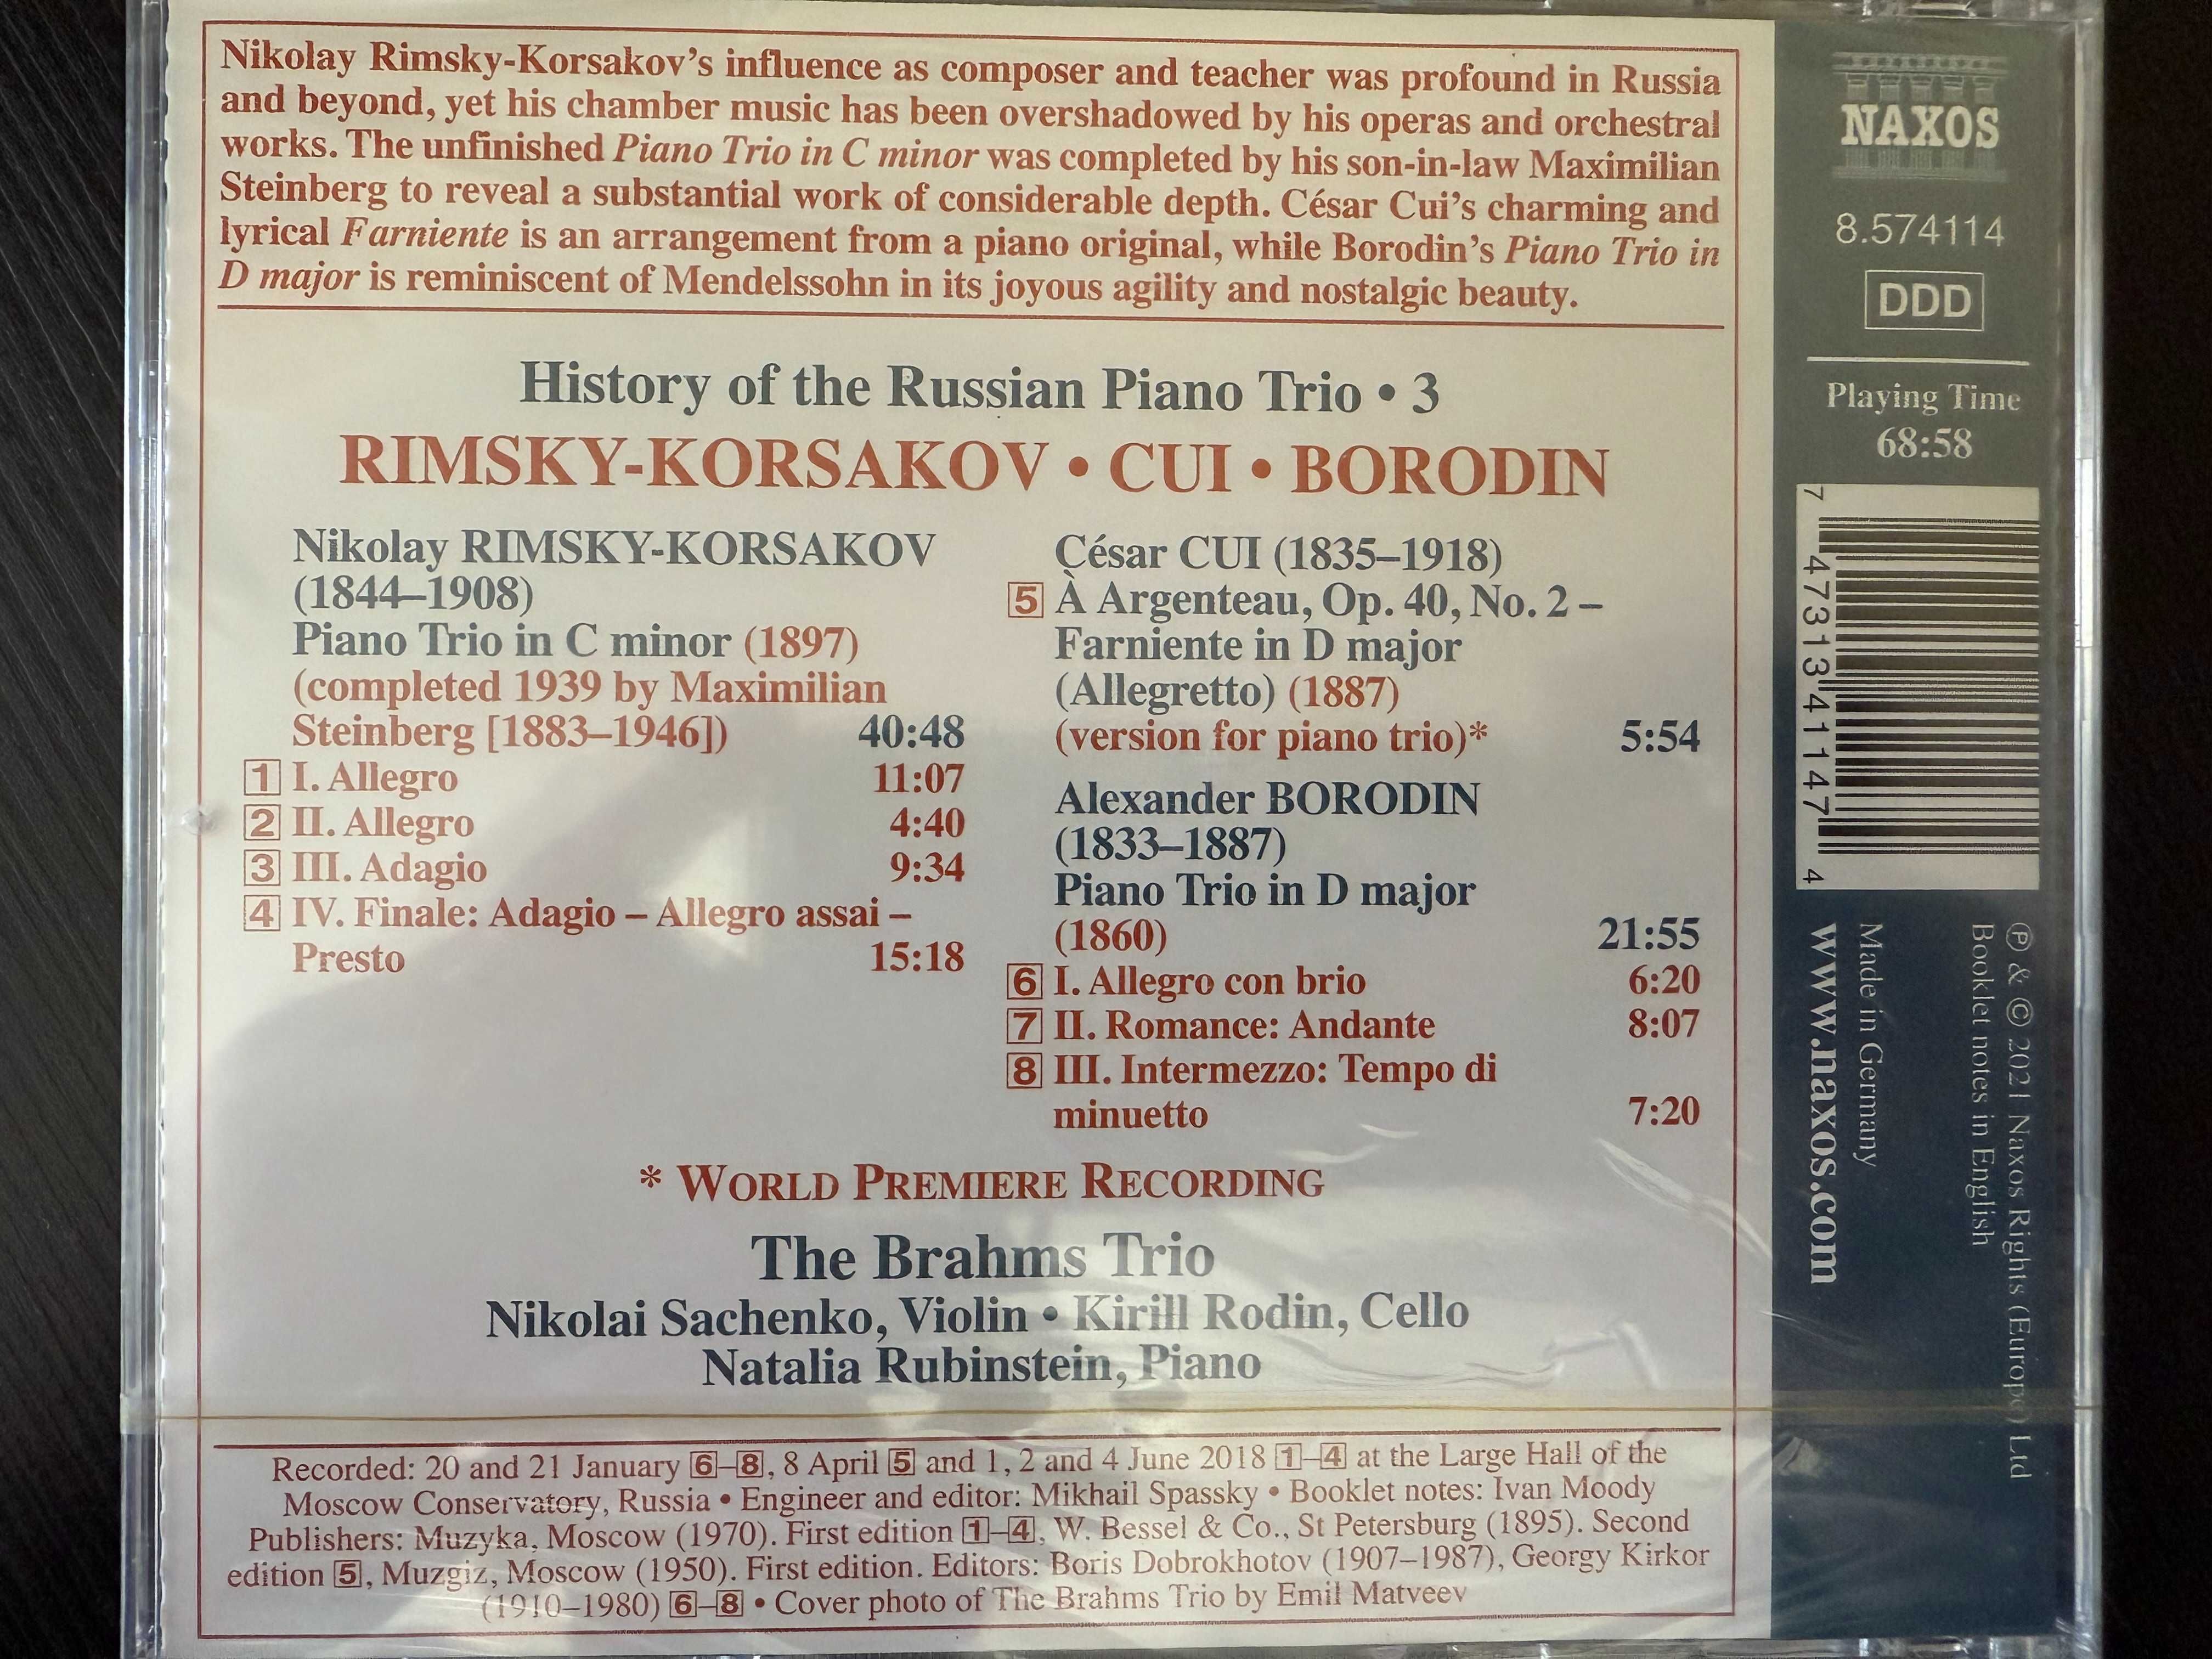 Nikolay Rimsky-Korsakov’s influence as composer and teacher was profound in Russia
and beyond, yet his chamber music has been overshadowed by his operas and orchestral
works. The unfinished Piano Trio in C minor was completed by his son-in-law Maximilian
Steinberg to reveal a substantial work of considerable depth. César Cui’s charming and
lyrical Farniente is an arrangement from a piano original, while Borodin’s Piano Trio in
D major is reminiscent of Mendelssohn in its joyous agility and nostalgic beauty.
History of the Russian Piano Trio • 3
RIMSKY-KORSAKOV • CUI • BORODIN
Nikolay RIMSKY-KORSAKOV
(1844–1908)
Piano Trio in C minor (1897)
(completed 1939 by Maximilian
Steinberg [1883–1946]) 40:48
1 I. Allegro 11:07
2 II. Allegro 4:40
3 III. Adagio 9:34
4 IV. Finale: Adagio – Allegro assai –
Presto 15:18
César CUI (1835–1918)
5 À Argenteau, Op. 40, No. 2 –
Farniente in D major
(Allegretto) (1887)
(version for piano trio)* 5:54
Alexander BORODIN
(1833–1887)
Piano Trio in D major
(1860) 21:55
6 I. Allegro con brio 6:20
7 II. Romance: Andante 8:07
8 III. Intermezzo: Tempo di
minuetto 7:20
* WORLD PREMIERE RECORDING
The Brahms Trio
Nikolai Sachenko, Violin • Kirill Rodin, Cello
Natalia Rubinstein, Piano
Recorded: 20 and 21 January 6–8, 8 April 5 and 1, 2 and 4 June 2018 1–4 at the Large Hall of the
Moscow Conservatory, Russia • Engineer and editor: Mikhail Spassky • Booklet notes: Ivan Moody
Publishers: Muzyka, Moscow (1970). First edition 1–4, W. Bessel & Co., St Petersburg (1895). Second
edition 5, Muzgiz, Moscow (1950). First edition. Editors: Boris Dobrokhotov (1907–1987), Georgy Kirkor
(1910–1980) 6–8 • Cover photo of The Brahms Trio by Emil Matveev
NAXOS
8.574114
DDD
Playing Time
68:58
7 47313 41147 4
℗ & © 2021 Naxos Rights (Europe) Ltd
Booklet notes in English
Made in Germany
www.naxos.com